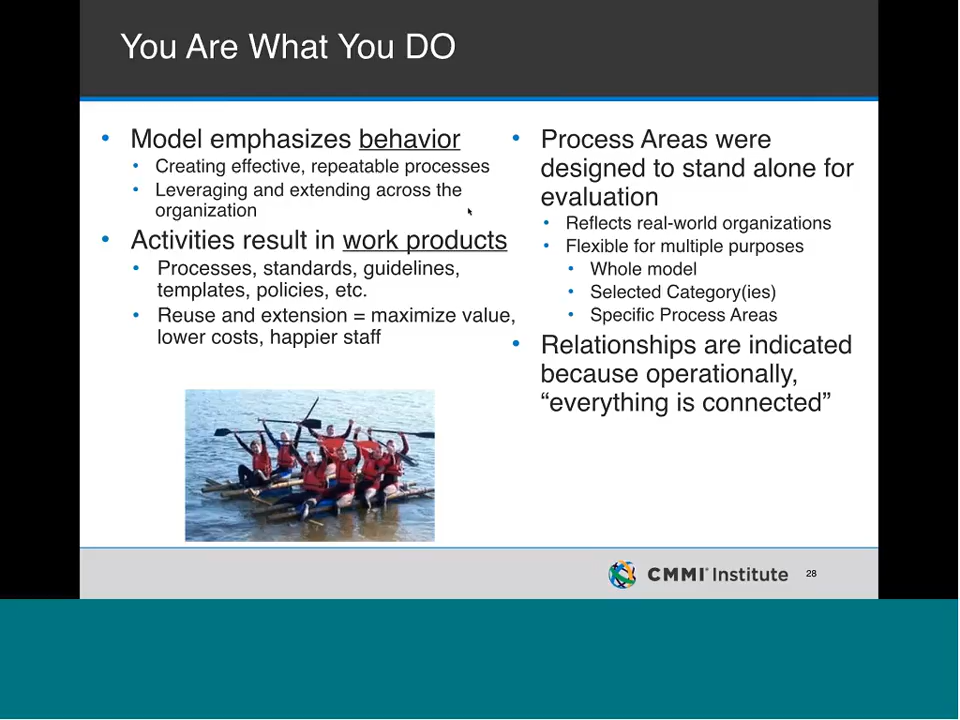 You Are What You DO
• Model emphasizes behavior
• Creating effective, repeatable processes
• Leveraging and extending across the
organization
• Activities result in work products
• Processes, standards, guidelines,
templates, policies, etc.
• Reuse and extension = maximize value,
lower costs, happier staff
• Process Areas were
designed to stand alone for
evaluation
• Reflects real-world organizations
• Flexible for multiple purposes
• Whole model
• Selected Category(ies)
• Specific Process Areas
• Relationships are indicated
because operationally,
“everything is connected”
CMMI® Institute
28